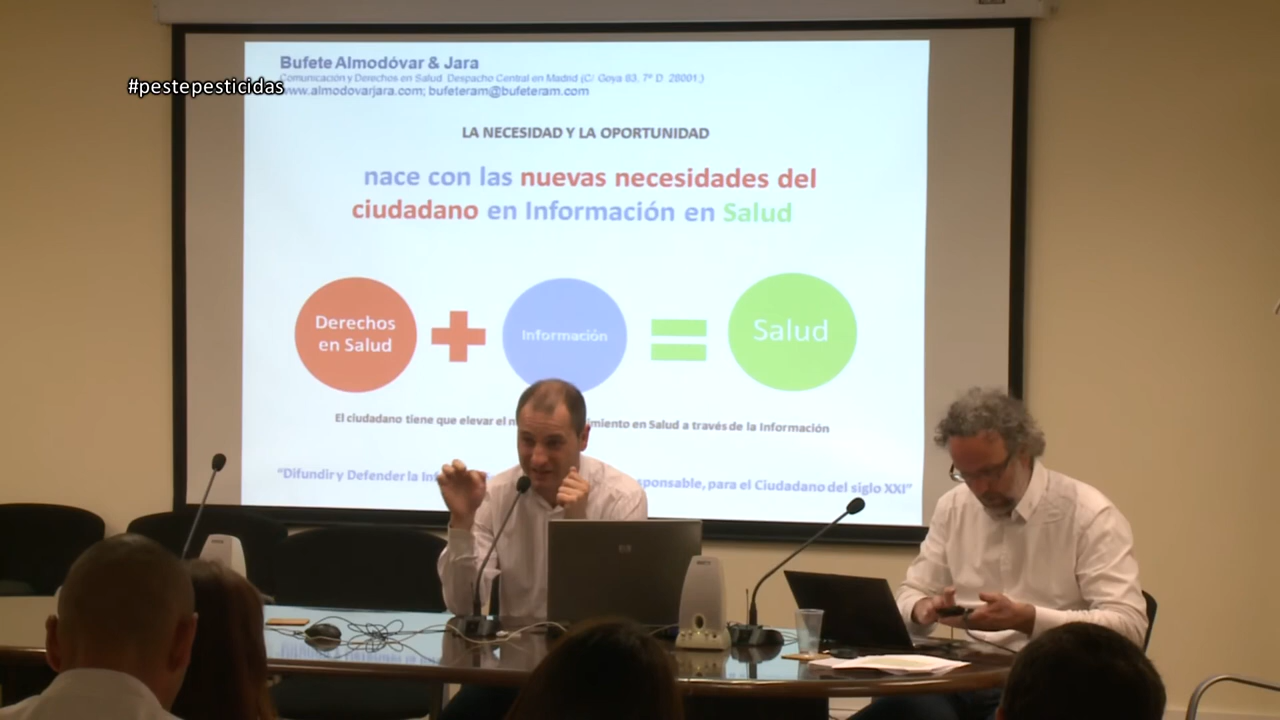 Bufete Almodóvar & Jara
Comunicación y Derechos en Salud. Despacho Central en Madrid (C/ Goya 83, 7º D. 28001.)
#pestepesticidas
www.almodovarjara.com; bufeteram@bufeteram.com
LA NECESIDAD Y LA OPORTUNIDAD
nace con las nuevas necesidades del
ciudadano en Información en Salud
Derechos
en Salud
Información
Salud
El ciudadano tiene que elevar el miento en Salud a través de la Información
"Difundir y Defender la sponsable, para el Ciudadano del siglo XXI"
hp